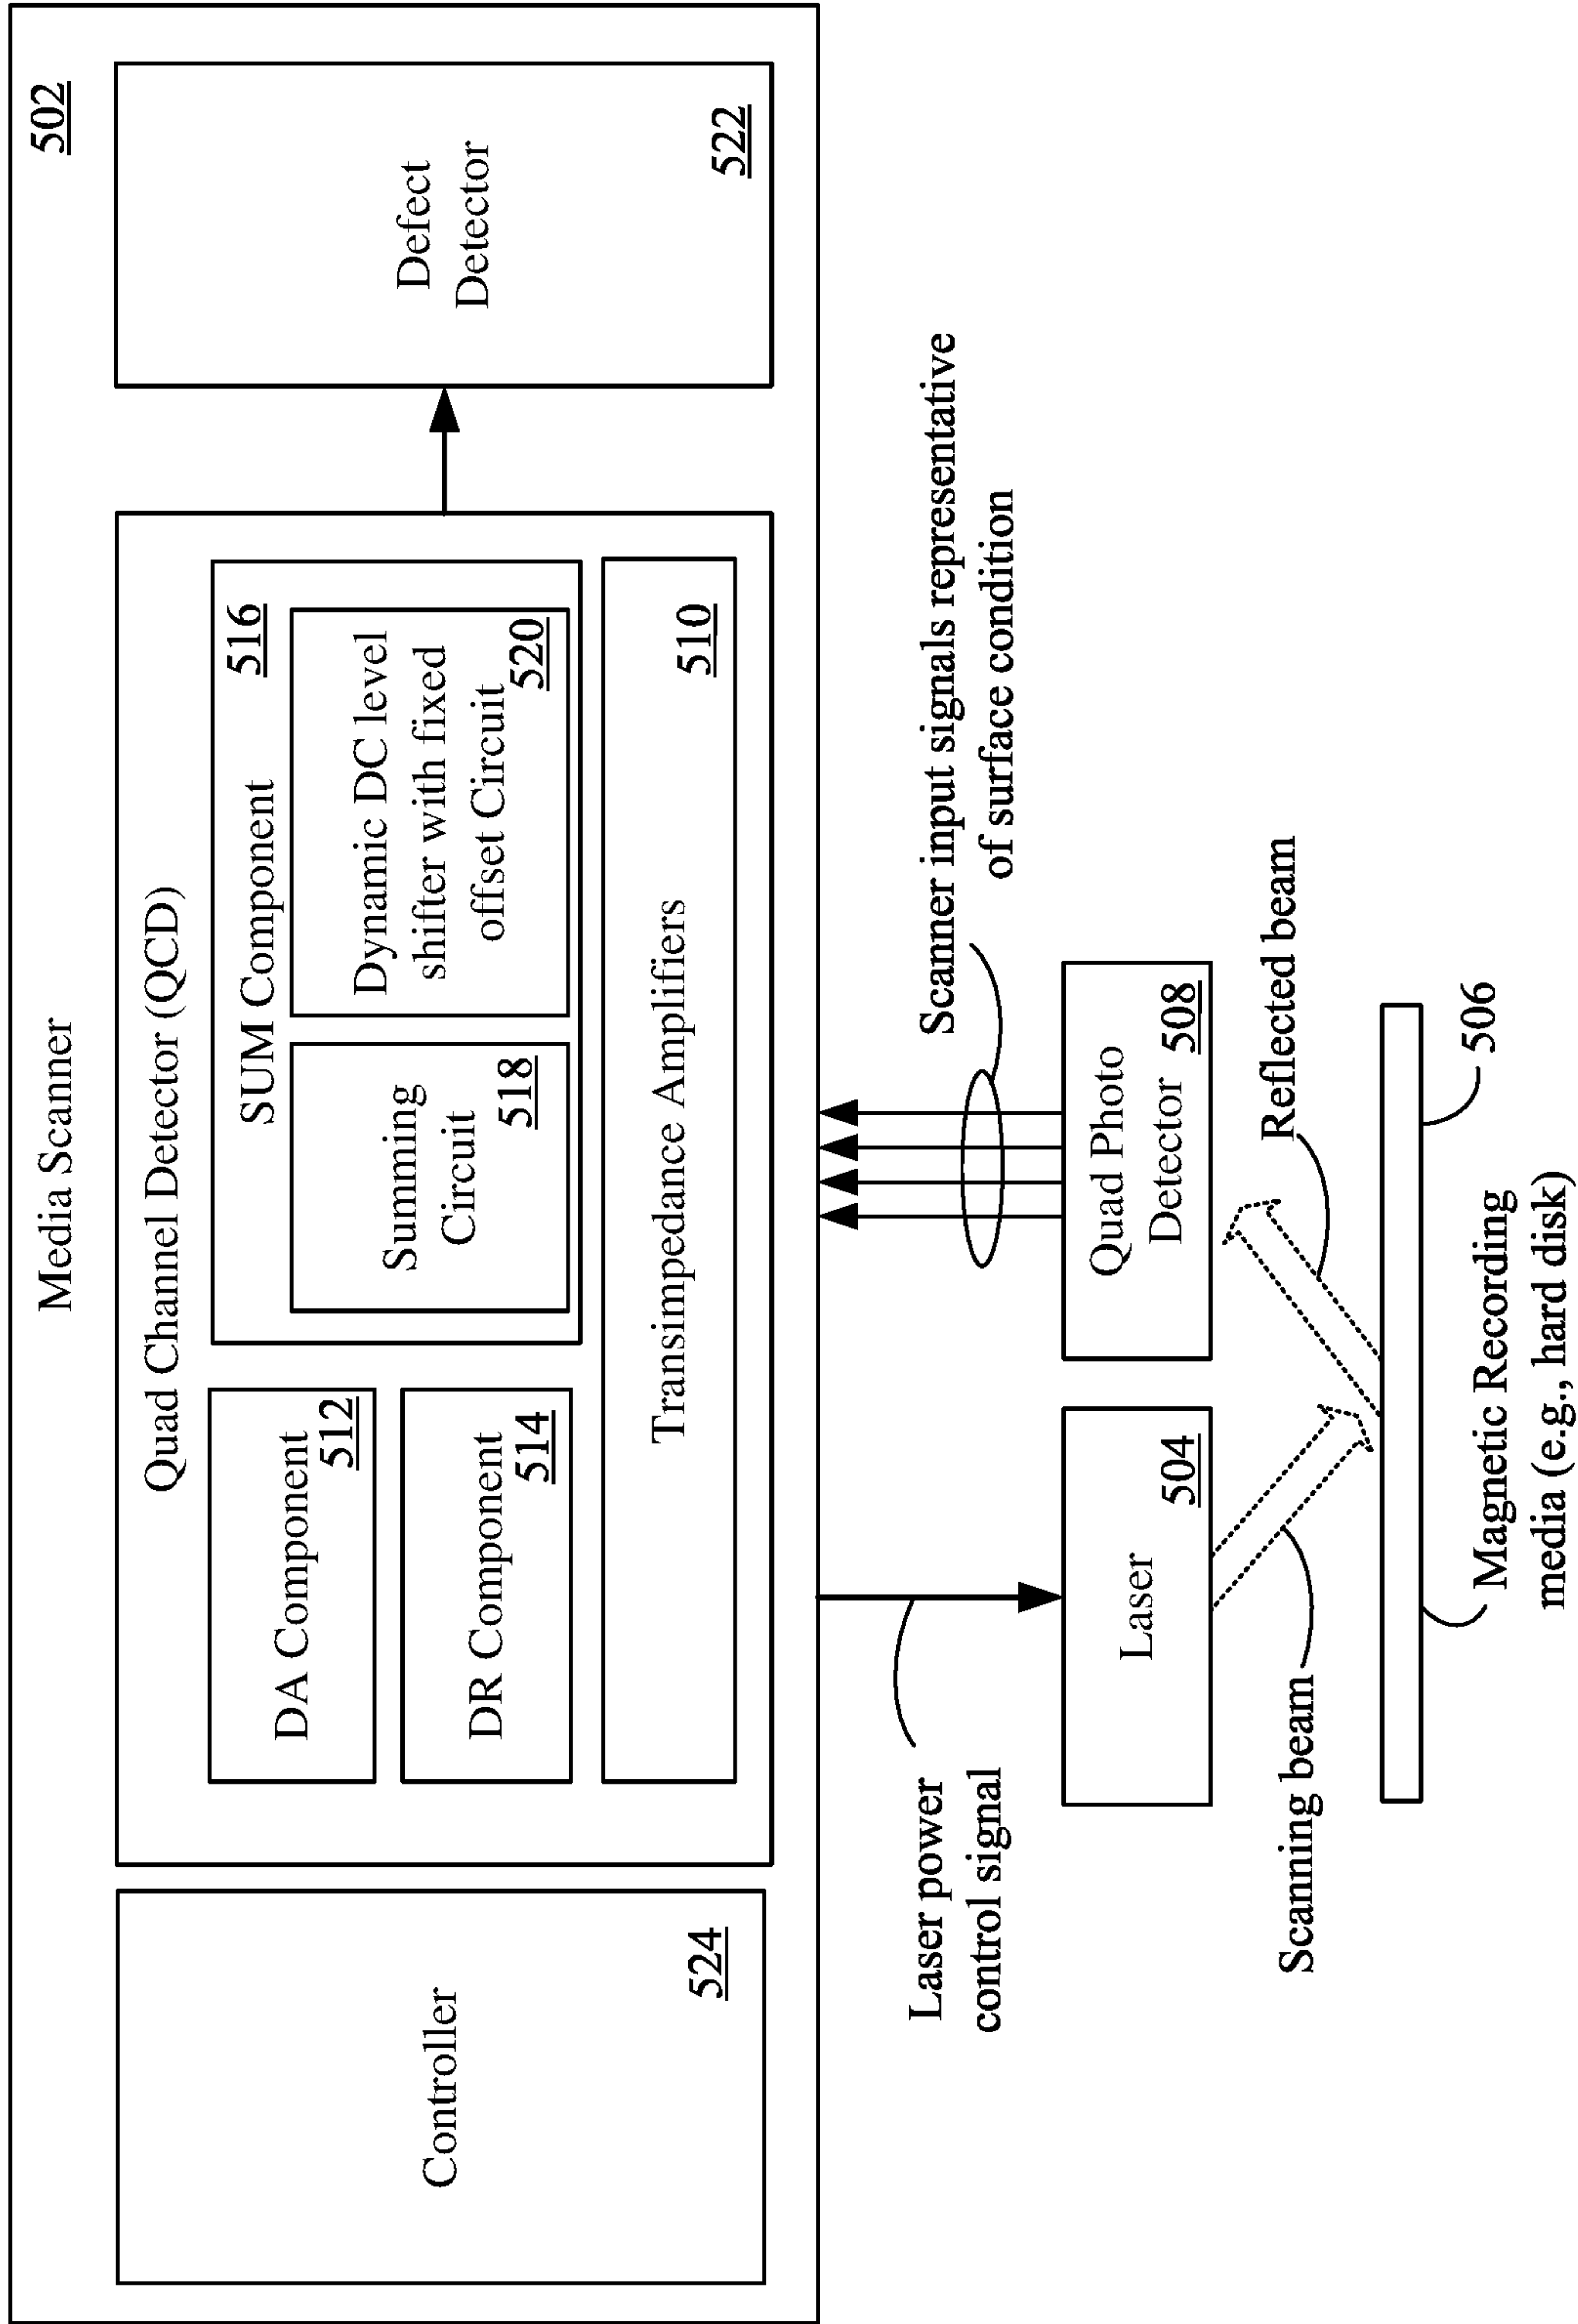 Media Scanner
502
Controller
524
Quad Channel Detector (QCD)
DA Component
512
DR Component
514
SUM Component
516
Summing
Circuit
518
Dynamic DC level
shifter with fixed
offset Circuit
520
Transimpedance Amplifiers
510
Defect
Detector
522
Laser power
control signal
Scanner input signals representative
of surface condition
Laser
504
Quad Photo
Detector
508
Scanning beam
Reflected beam
Magnetic Recording
media (e.g., hard disk)
506